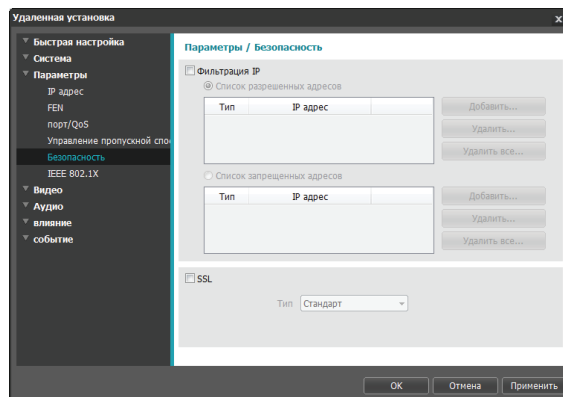 Удаленная установка
x
Быстрая настройка
Система
Параметры
IP адрес
FEN
порт/QoS
Управление пропускной спо
Безопасность
IEEE 802.1X
Видео
Аудио
влияние
событие
Параметры / Безопасность
Фильтрация IP
Список разрешенных адресов
Тип IP адрес
Добавить...
Удалить...
Удалить все...
Список запрещенных адресов
Тип IP адрес
Добавить...
Удалить...
Удалить все...
SSL
Тип Стандарт
OK Отмена Применить